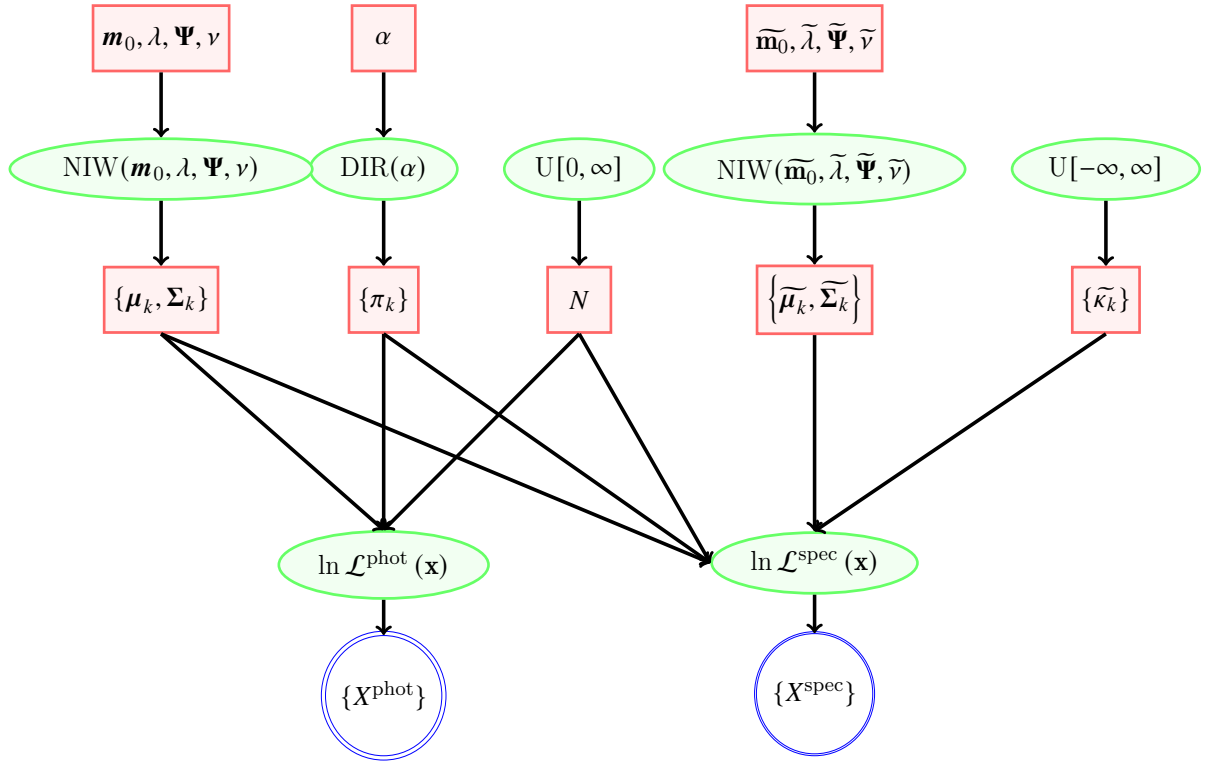 𝒎₀, λ, 𝚿, ν
α
m̃₀, λ̃, 𝚿̃, ν̃
NIW(𝒎₀, λ, 𝚿, ν)
DIR(α)
U[0, ∞]
NIW(m̃₀, λ̃, 𝚿̃, ν̃)
U[−∞, ∞]
{𝝁ₖ, 𝚺ₖ}
{πₖ}
N
{𝝁̃ₖ, 𝚺̃ₖ}
{κ̃ₖ}
ln 𝓛^phot (𝐱)
ln 𝓛^spec (𝐱)
{X^phot}
{X^spec}